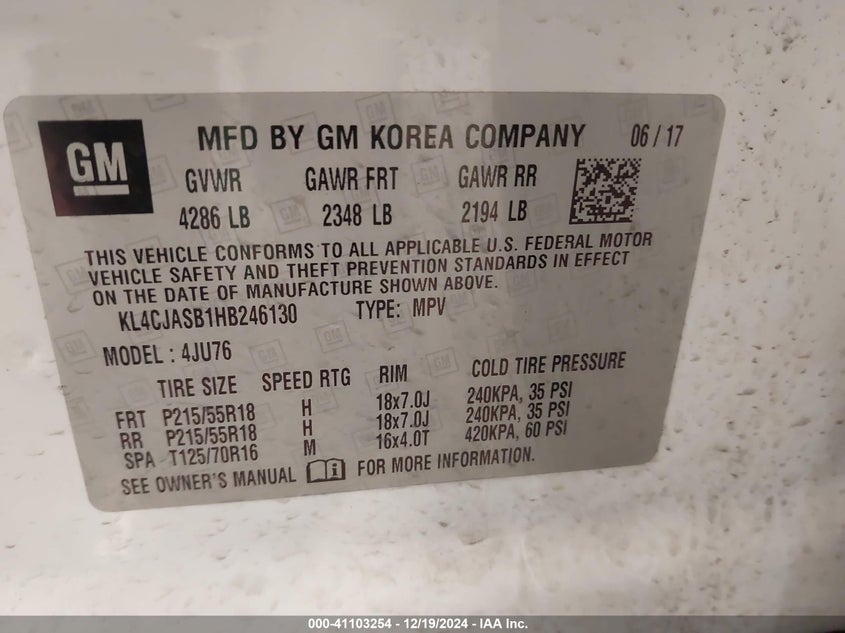 GM
MFD BY GM KOREA COMPANY 06 / 17
GVWR GAWR FRT GAWR RR
4286 LB 2348 LB 2194 LB
THIS VEHICLE CONFORMS TO ALL APPLICABLE U.S. FEDERAL MOTOR
VEHICLE SAFETY AND THEFT PREVENTION STANDARDS IN EFFECT
ON THE DATE OF MANUFACTURE SHOWN ABOVE.
KL4CJASB1HB246130 TYPE: MPV
MODEL : 4JU76
TIRE SIZE SPEED RTG RIM COLD TIRE PRESSURE
FRT P215/55R18 H 18x7.0J 240KPA, 35 PSI
RR P215/55R18 H 18x7.0J 240KPA, 35 PSI
SPA T125/70R16 M 16x4.0T 420KPA, 60 PSI
SEE OWNER'S MANUAL FOR MORE INFORMATION.
000-41103254 - 12/19/2024 - IAA Inc.